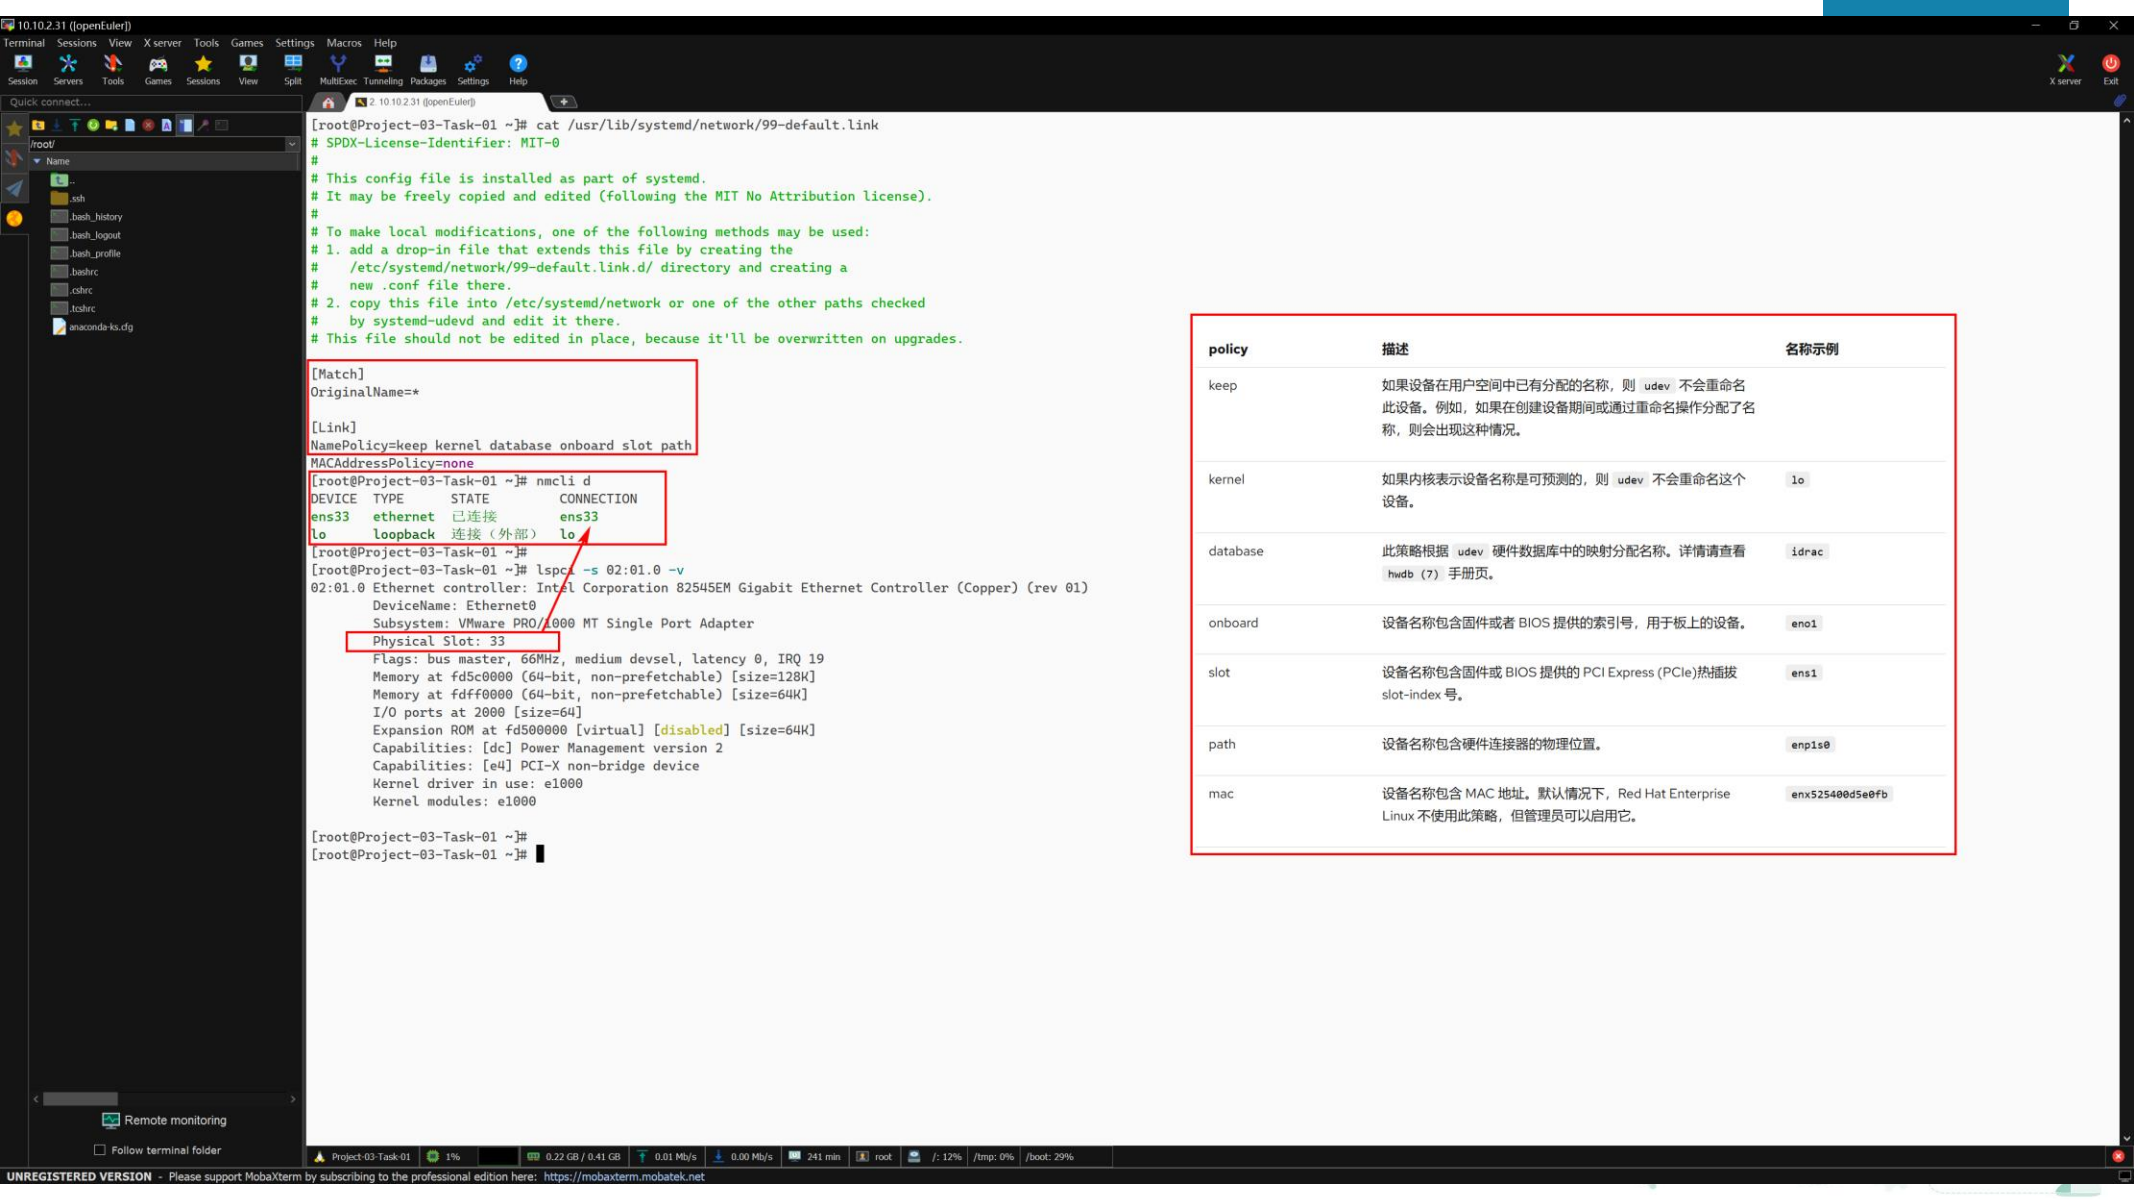 10.10.2.31 ([openEuler])
Terminal Sessions View X server Tools Games Settings Macros Help
Session Servers Tools Games Sessions View Split MultiExec Tunneling Packages Settings Help X server Exit
Quick connect...
2. 10.10.2.31 ([openEuler])
/root/
Name
..
.ssh
.bash_history
.bash_logout
.bash_profile
.bashrc
.cshrc
.tcshrc
anaconda-ks.cfg
Remote monitoring
Follow terminal folder
[root@Project-03-Task-01 ~]# cat /usr/lib/systemd/network/99-default.link
# SPDX-License-Identifier: MIT-0
#
# This config file is installed as part of systemd.
# It may be freely copied and edited (following the MIT No Attribution license).
#
# To make local modifications, one of the following methods may be used:
# 1. add a drop-in file that extends this file by creating the
#    /etc/systemd/network/99-default.link.d/ directory and creating a
#    new .conf file there.
# 2. copy this file into /etc/systemd/network or one of the other paths checked
#    by systemd-udevd and edit it there.
# This file should not be edited in place, because it'll be overwritten on upgrades.
[Match]
OriginalName=*
[Link]
NamePolicy=keep kernel database onboard slot path
MACAddressPolicy=none
[root@Project-03-Task-01 ~]# nmcli d
DEVICE TYPE STATE CONNECTION
ens33 ethernet 已连接 ens33
lo loopback 连接（外部） lo
[root@Project-03-Task-01 ~]#
[root@Project-03-Task-01 ~]# lspci -s 02:01.0 -v
02:01.0 Ethernet controller: Intel Corporation 82545EM Gigabit Ethernet Controller (Copper) (rev 01)
DeviceName: Ethernet0
Subsystem: VMware PRO/1000 MT Single Port Adapter
Physical Slot: 33
Flags: bus master, 66MHz, medium devsel, latency 0, IRQ 19
Memory at fd5c0000 (64-bit, non-prefetchable) [size=128K]
Memory at fdff0000 (64-bit, non-prefetchable) [size=64K]
I/O ports at 2000 [size=64]
Expansion ROM at fd500000 [virtual] [disabled] [size=64K]
Capabilities: [dc] Power Management version 2
Capabilities: [e4] PCI-X non-bridge device
Kernel driver in use: e1000
Kernel modules: e1000
[root@Project-03-Task-01 ~]#
[root@Project-03-Task-01 ~]#
policy 描述 名称示例
keep 如果设备在用户空间中已有分配的名称，则 udev 不会重命名
此设备。例如，如果在创建设备期间或通过重命名操作分配了名
称，则会出现这种情况。
kernel 如果内核表示设备名称是可预测的，则 udev 不会重命名这个 lo
设备。
database 此策略根据 udev 硬件数据库中的映射分配名称。详情请查看 idrac
hwdb (7) 手册页。
onboard 设备名称包含固件或者 BIOS 提供的索引号，用于板上的设备。 eno1
slot 设备名称包含固件或 BIOS 提供的 PCI Express (PCIe)热插拔 ens1
slot-index 号。
path 设备名称包含硬件连接器的物理位置。 enp1s0
mac 设备名称包含 MAC 地址。默认情况下，Red Hat Enterprise enx525400d5e0fb
Linux 不使用此策略，但管理员可以启用它。
Project-03-Task-01 1% 0.22 GB / 0.41 GB 0.01 Mb/s 0.00 Mb/s 241 min root /: 12% /tmp: 0% /boot: 29%
UNREGISTERED VERSION - Please support MobaXterm by subscribing to the professional edition here: https://mobaxterm.mobatek.net